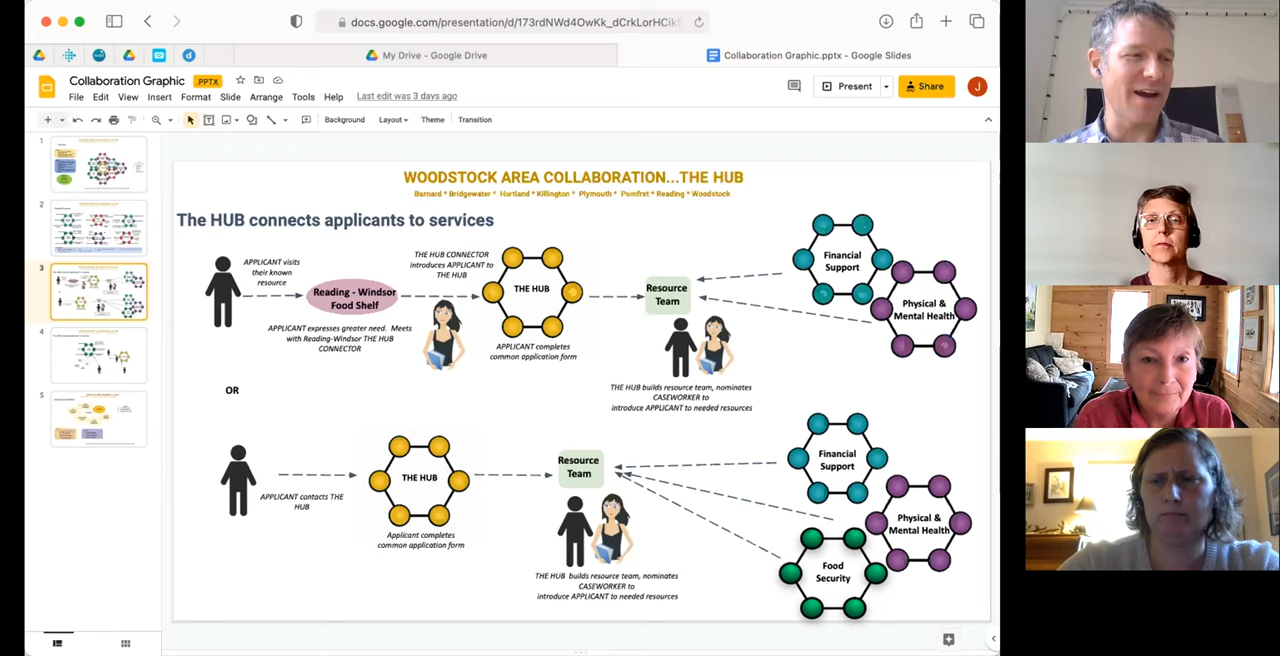 docs.google.com/presentation/d/173rdNWd4OwKk_dCrkLorHCikS
My Drive - Google Drive
Collaboration Graphic.pptx - Google Slides
Collaboration Graphic .PPTX
File Edit View Insert Format Slide Arrange Tools Help Last edit was 3 days ago
Present
Share
J
Background Layout Theme Transition
1
2
3
4
5
WOODSTOCK AREA COLLABORATION...THE HUB
Barnard * Bridgewater * Hartland * Killington * Plymouth * Pomfret * Reading * Woodstock
The HUB connects applicants to services
APPLICANT visits
their known
resource
Reading - Windsor
Food Shelf
APPLICANT expresses greater need. Meets
with Reading-Windsor THE HUB
CONNECTOR
THE HUB CONNECTOR
introduces APPLICANT to
THE HUB
THE HUB
APPLICANT completes
common application form
Resource
Team
THE HUB builds resource team, nominates
CASEWORKER to
introduce APPLICANT to needed resources
Financial
Support
Physical &
Mental Health
OR
APPLICANT contacts THE
HUB
THE HUB
Applicant completes
common application form
Resource
Team
THE HUB builds resource team, nominates
CASEWORKER to
introduce APPLICANT to needed resources
Financial
Support
Physical &
Mental Health
Food
Security